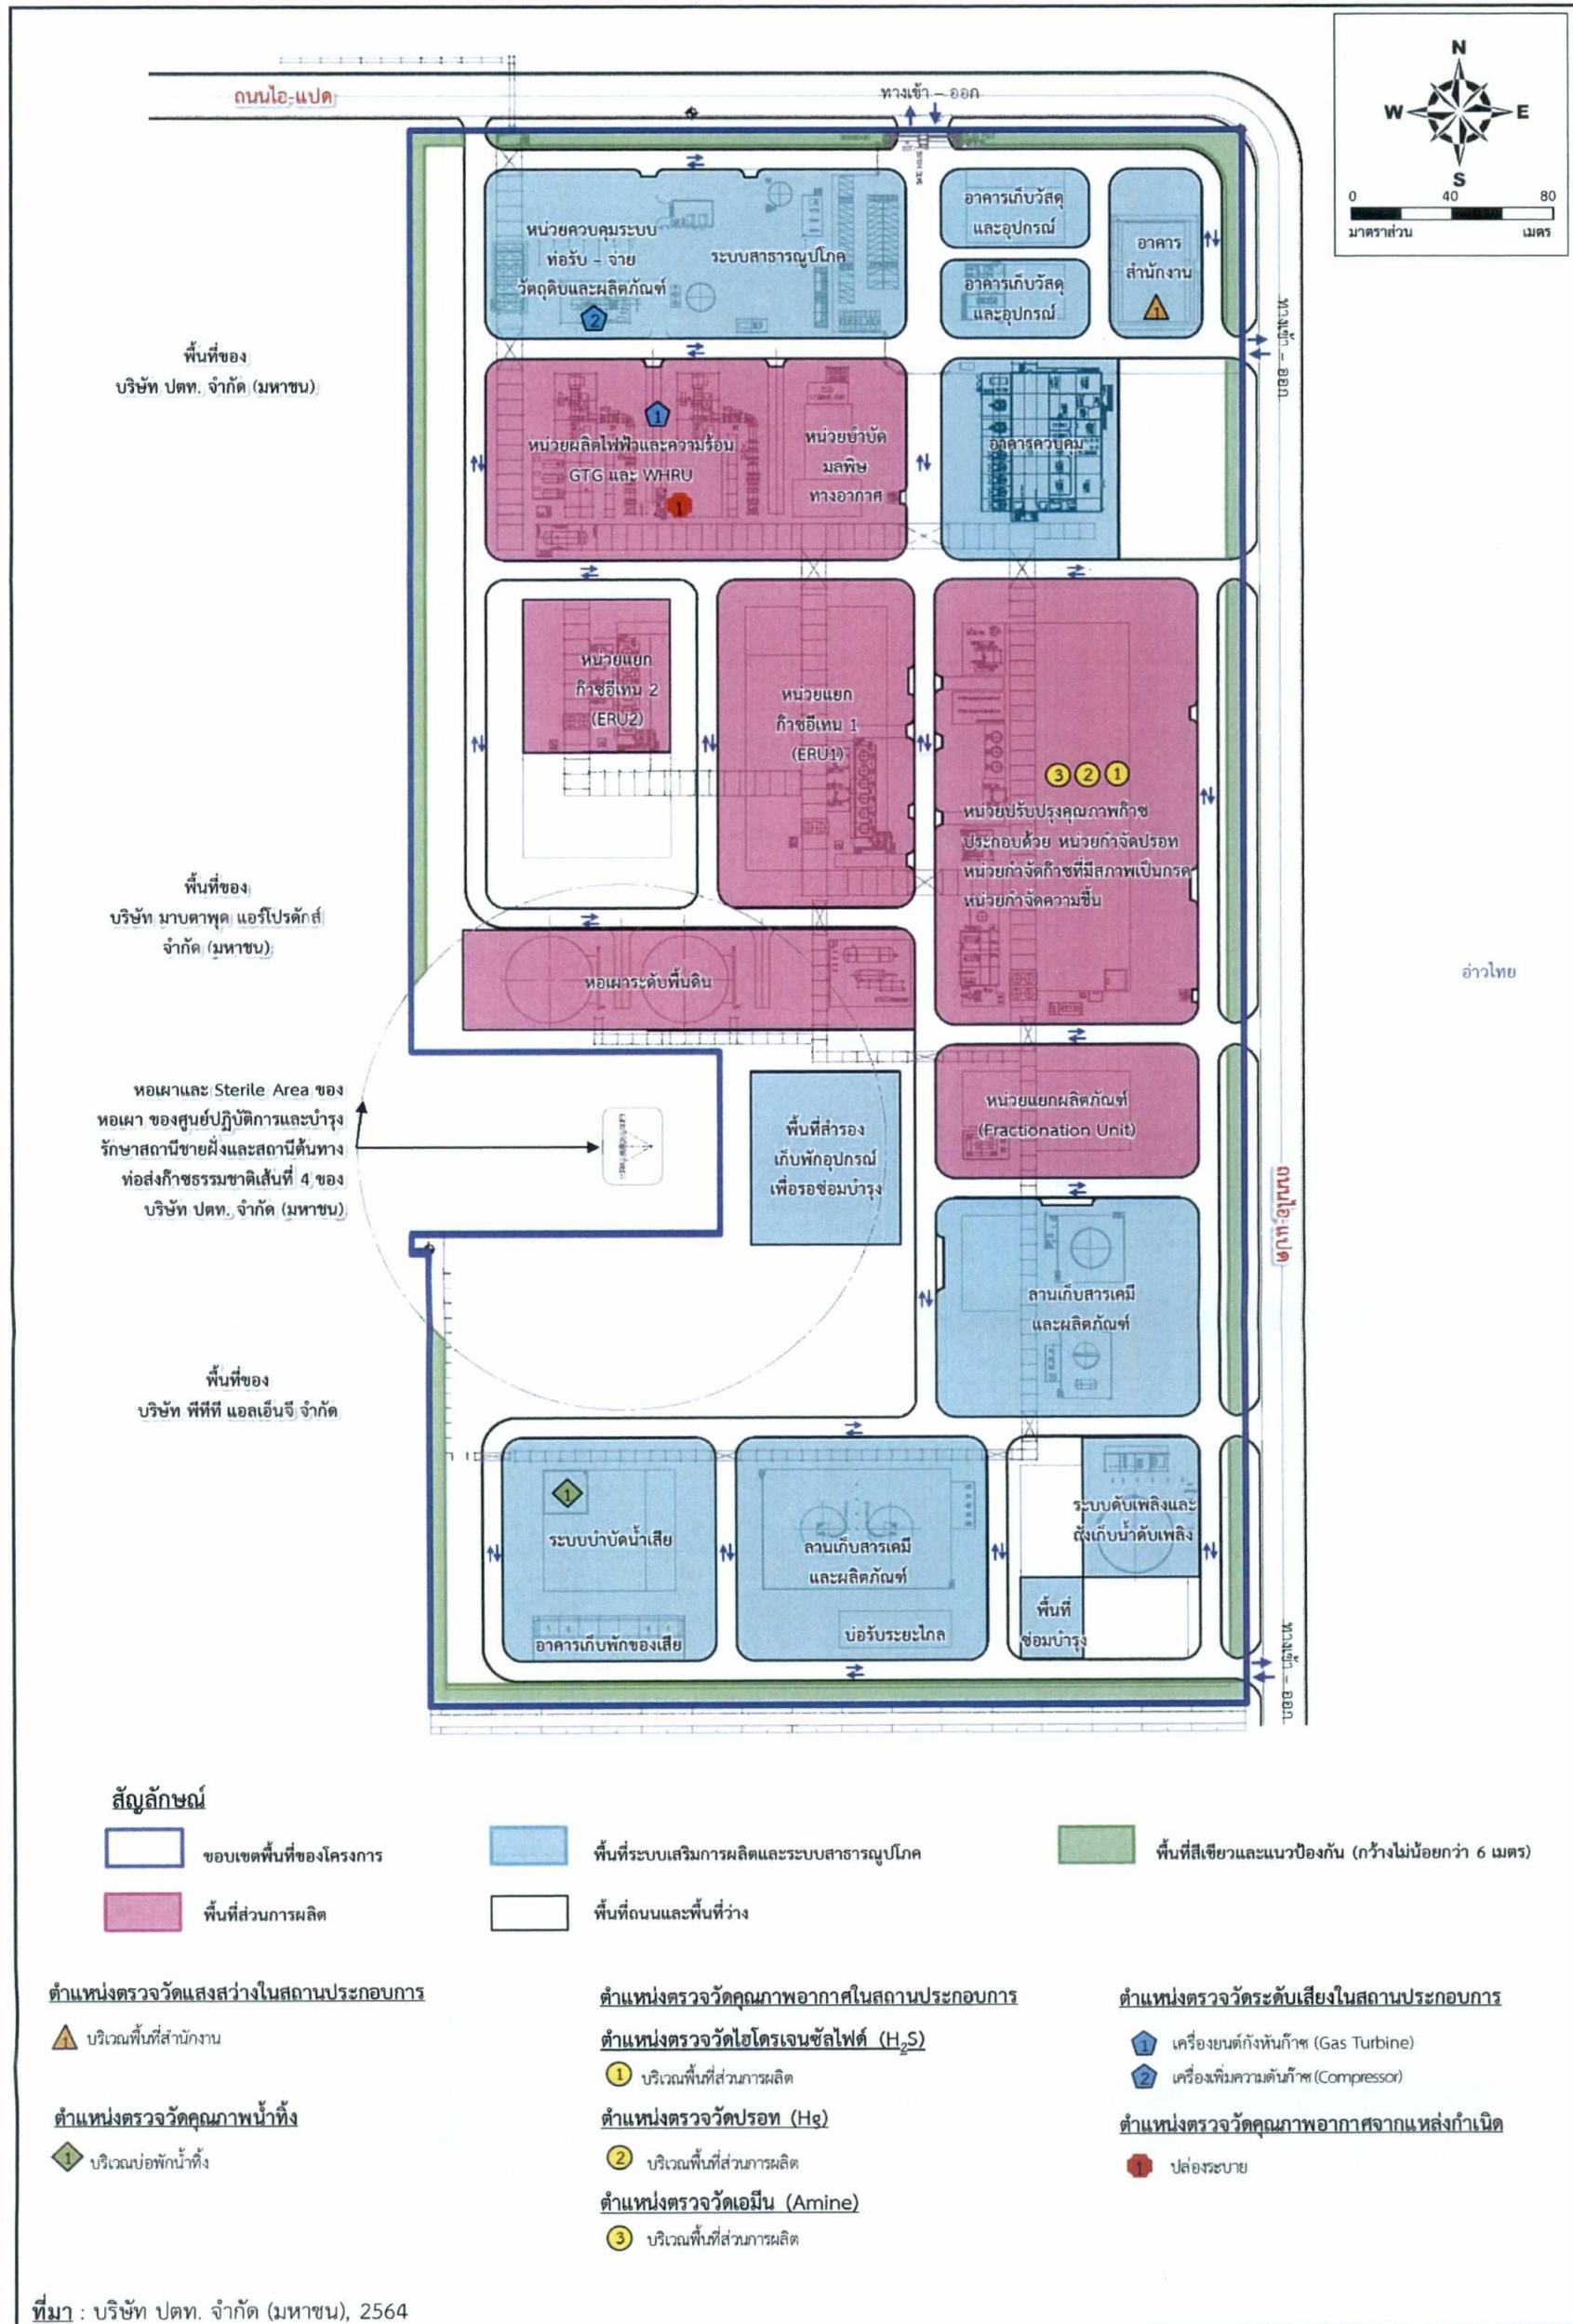 N
W
E
S
0 40 80
มาตราส่วน เมตร
ถนนไอ-แปด
ทางเข้า – ออก
หน่วยควบคุมระบบ
ท่อรับ – จ่าย
วัตถุดิบและผลิตภัณฑ์
2
ระบบสาธารณูปโภค
อาคารเก็บวัสดุ
และอุปกรณ์
อาคารเก็บวัสดุ
และอุปกรณ์
อาคาร
สำนักงาน
1
ทางเข้า – ออก
พื้นที่ของ
บริษัท ปตท. จำกัด (มหาชน)
1
หน่วยผลิตไฟฟ้าและความร้อน
GTG และ WHRU
1
หน่วยบำบัด
มลพิษ
ทางอากาศ
อาคารควบคุม
หน่วยแยก
ก๊าซอีเทน 2
(ERU2)
หน่วยแยก
ก๊าซอีเทน 1
(ERU1)
3 2 1
หน่วยปรับปรุงคุณภาพก๊าซ
ประกอบด้วย หน่วยกำจัดปรอท
หน่วยกำจัดก๊าซที่มีสภาพเป็นกรด
หน่วยกำจัดความชื้น
พื้นที่ของ
บริษัท มาบตาพุด แอร์โปรดักส์
จำกัด (มหาชน)
หอเผาระดับพื้นดิน
อ่าวไทย
หอเผาและ Sterile Area ของ
หอเผา ของศูนย์ปฏิบัติการและบำรุง
รักษาสถานีชายฝั่งและสถานีต้นทาง
ท่อส่งก๊าซธรรมชาติเส้นที่ 4 ของ
บริษัท ปตท. จำกัด (มหาชน)
พื้นที่สำรอง
เก็บพักอุปกรณ์
เพื่อรอซ่อมบำรุง
หน่วยแยกผลิตภัณฑ์
(Fractionation Unit)
ถนนไอ-แปด
ลานเก็บสารเคมี
และผลิตภัณฑ์
พื้นที่ของ
บริษัท พีทีที แอลเอ็นจี จำกัด
1
ระบบบำบัดน้ำเสีย
อาคารเก็บพักของเสีย
ลานเก็บสารเคมี
และผลิตภัณฑ์
บ่อรับระยะไกล
ระบบดับเพลิงและ
ถังเก็บน้ำดับเพลิง
พื้นที่
ซ่อมบำรุง
ทางเข้า – ออก
สัญลักษณ์
ขอบเขตพื้นที่ของโครงการ
พื้นที่ระบบเสริมการผลิตและระบบสาธารณูปโภค
พื้นที่สีเขียวและแนวป้องกัน (กว้างไม่น้อยกว่า 6 เมตร)
พื้นที่ส่วนการผลิต
พื้นที่ถนนและพื้นที่ว่าง
ตำแหน่งตรวจวัดแสงสว่างในสถานประกอบการ
1 บริเวณพื้นที่สำนักงาน
ตำแหน่งตรวจวัดคุณภาพน้ำทิ้ง
1 บริเวณบ่อพักน้ำทิ้ง
ตำแหน่งตรวจวัดคุณภาพอากาศในสถานประกอบการ
ตำแหน่งตรวจวัดไฮโดรเจนซัลไฟด์ (H₂S)
1 บริเวณพื้นที่ส่วนการผลิต
ตำแหน่งตรวจวัดปรอท (Hg)
2 บริเวณพื้นที่ส่วนการผลิต
ตำแหน่งตรวจวัดเอมีน (Amine)
3 บริเวณพื้นที่ส่วนการผลิต
ตำแหน่งตรวจวัดระดับเสียงในสถานประกอบการ
1 เครื่องยนต์กังหันก๊าซ (Gas Turbine)
2 เครื่องเพิ่มความดันก๊าซ (Compressor)
ตำแหน่งตรวจวัดคุณภาพอากาศจากแหล่งกำเนิด
1 ปล่องระบาย
ที่มา : บริษัท ปตท. จำกัด (มหาชน), 2564